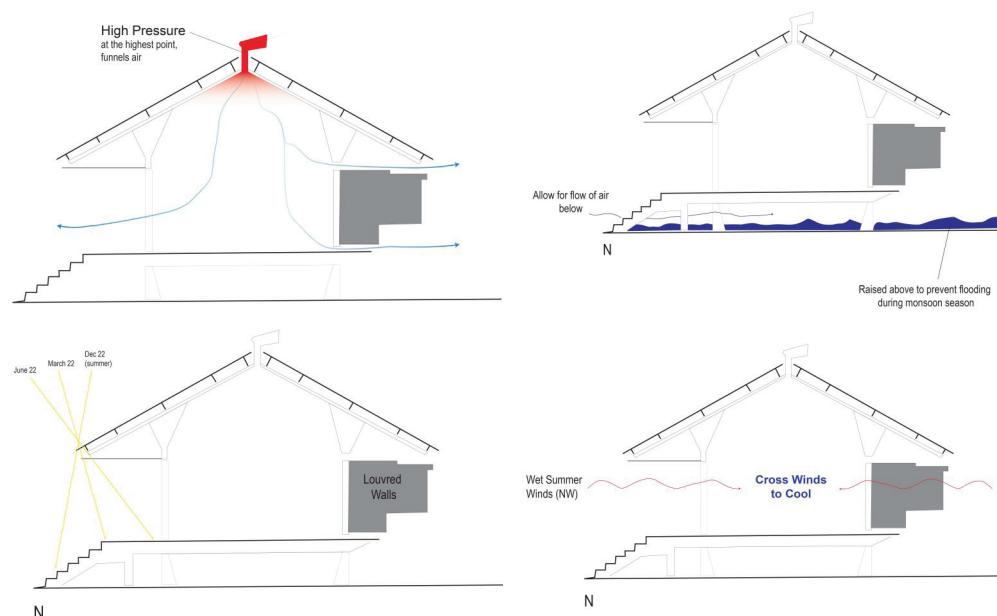 High Pressure
at the highest point,
funnels air
Allow for flow of air
below
N
Raised above to prevent flooding
during monsoon season
June 22
March 22
Dec 22
(summer)
Louvred
Walls
N
Wet Summer
Winds (NW)
Cross Winds
to Cool
N